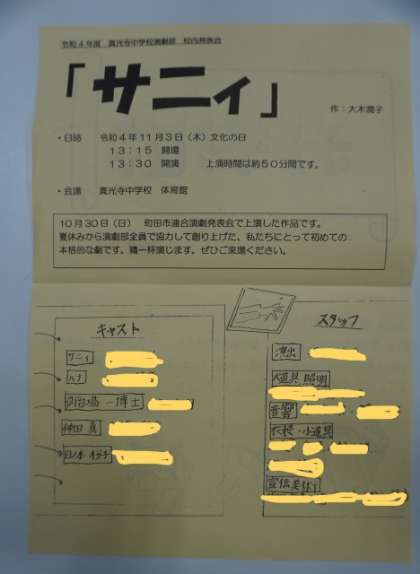 令和4年度 真光寺中学校演劇部 校内発表会
「サニィ」
作：大木潤子
・日時 令和4年11月3日（木）文化の日
13：15 開場
13：30 開演 上演時間は約50分間です。
・会場 真光寺中学校 体育館
10月30日（日） 町田市連合演劇発表会で上演した作品です。
夏休みから演劇部全員で協力して創り上げた、私たちにとって初めての
本格的な劇です。精一杯演じます。ぜひご来場ください。
キャスト
サニィ
ハナ
博士
神田 真
スタッフ
演出
大道具 照明
音響
衣装・小道具
宣伝美術